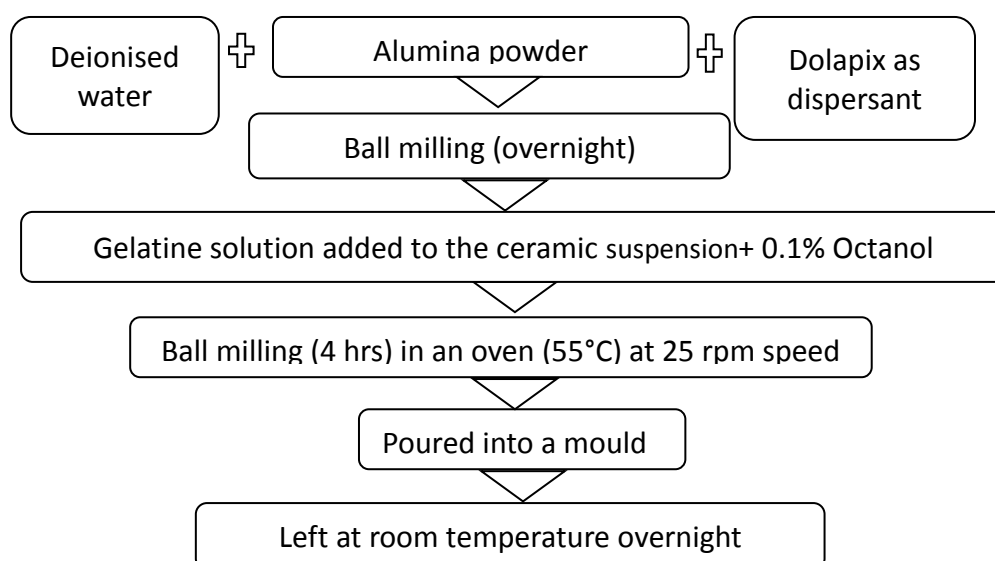 Deionised
water
Alumina powder
Dolapix as
dispersant
Ball milling (overnight)
Gelatine solution added to the ceramic suspension+ 0.1% Octanol
Ball milling (4 hrs) in an oven (55°C) at 25 rpm speed
Poured into a mould
Left at room temperature overnight